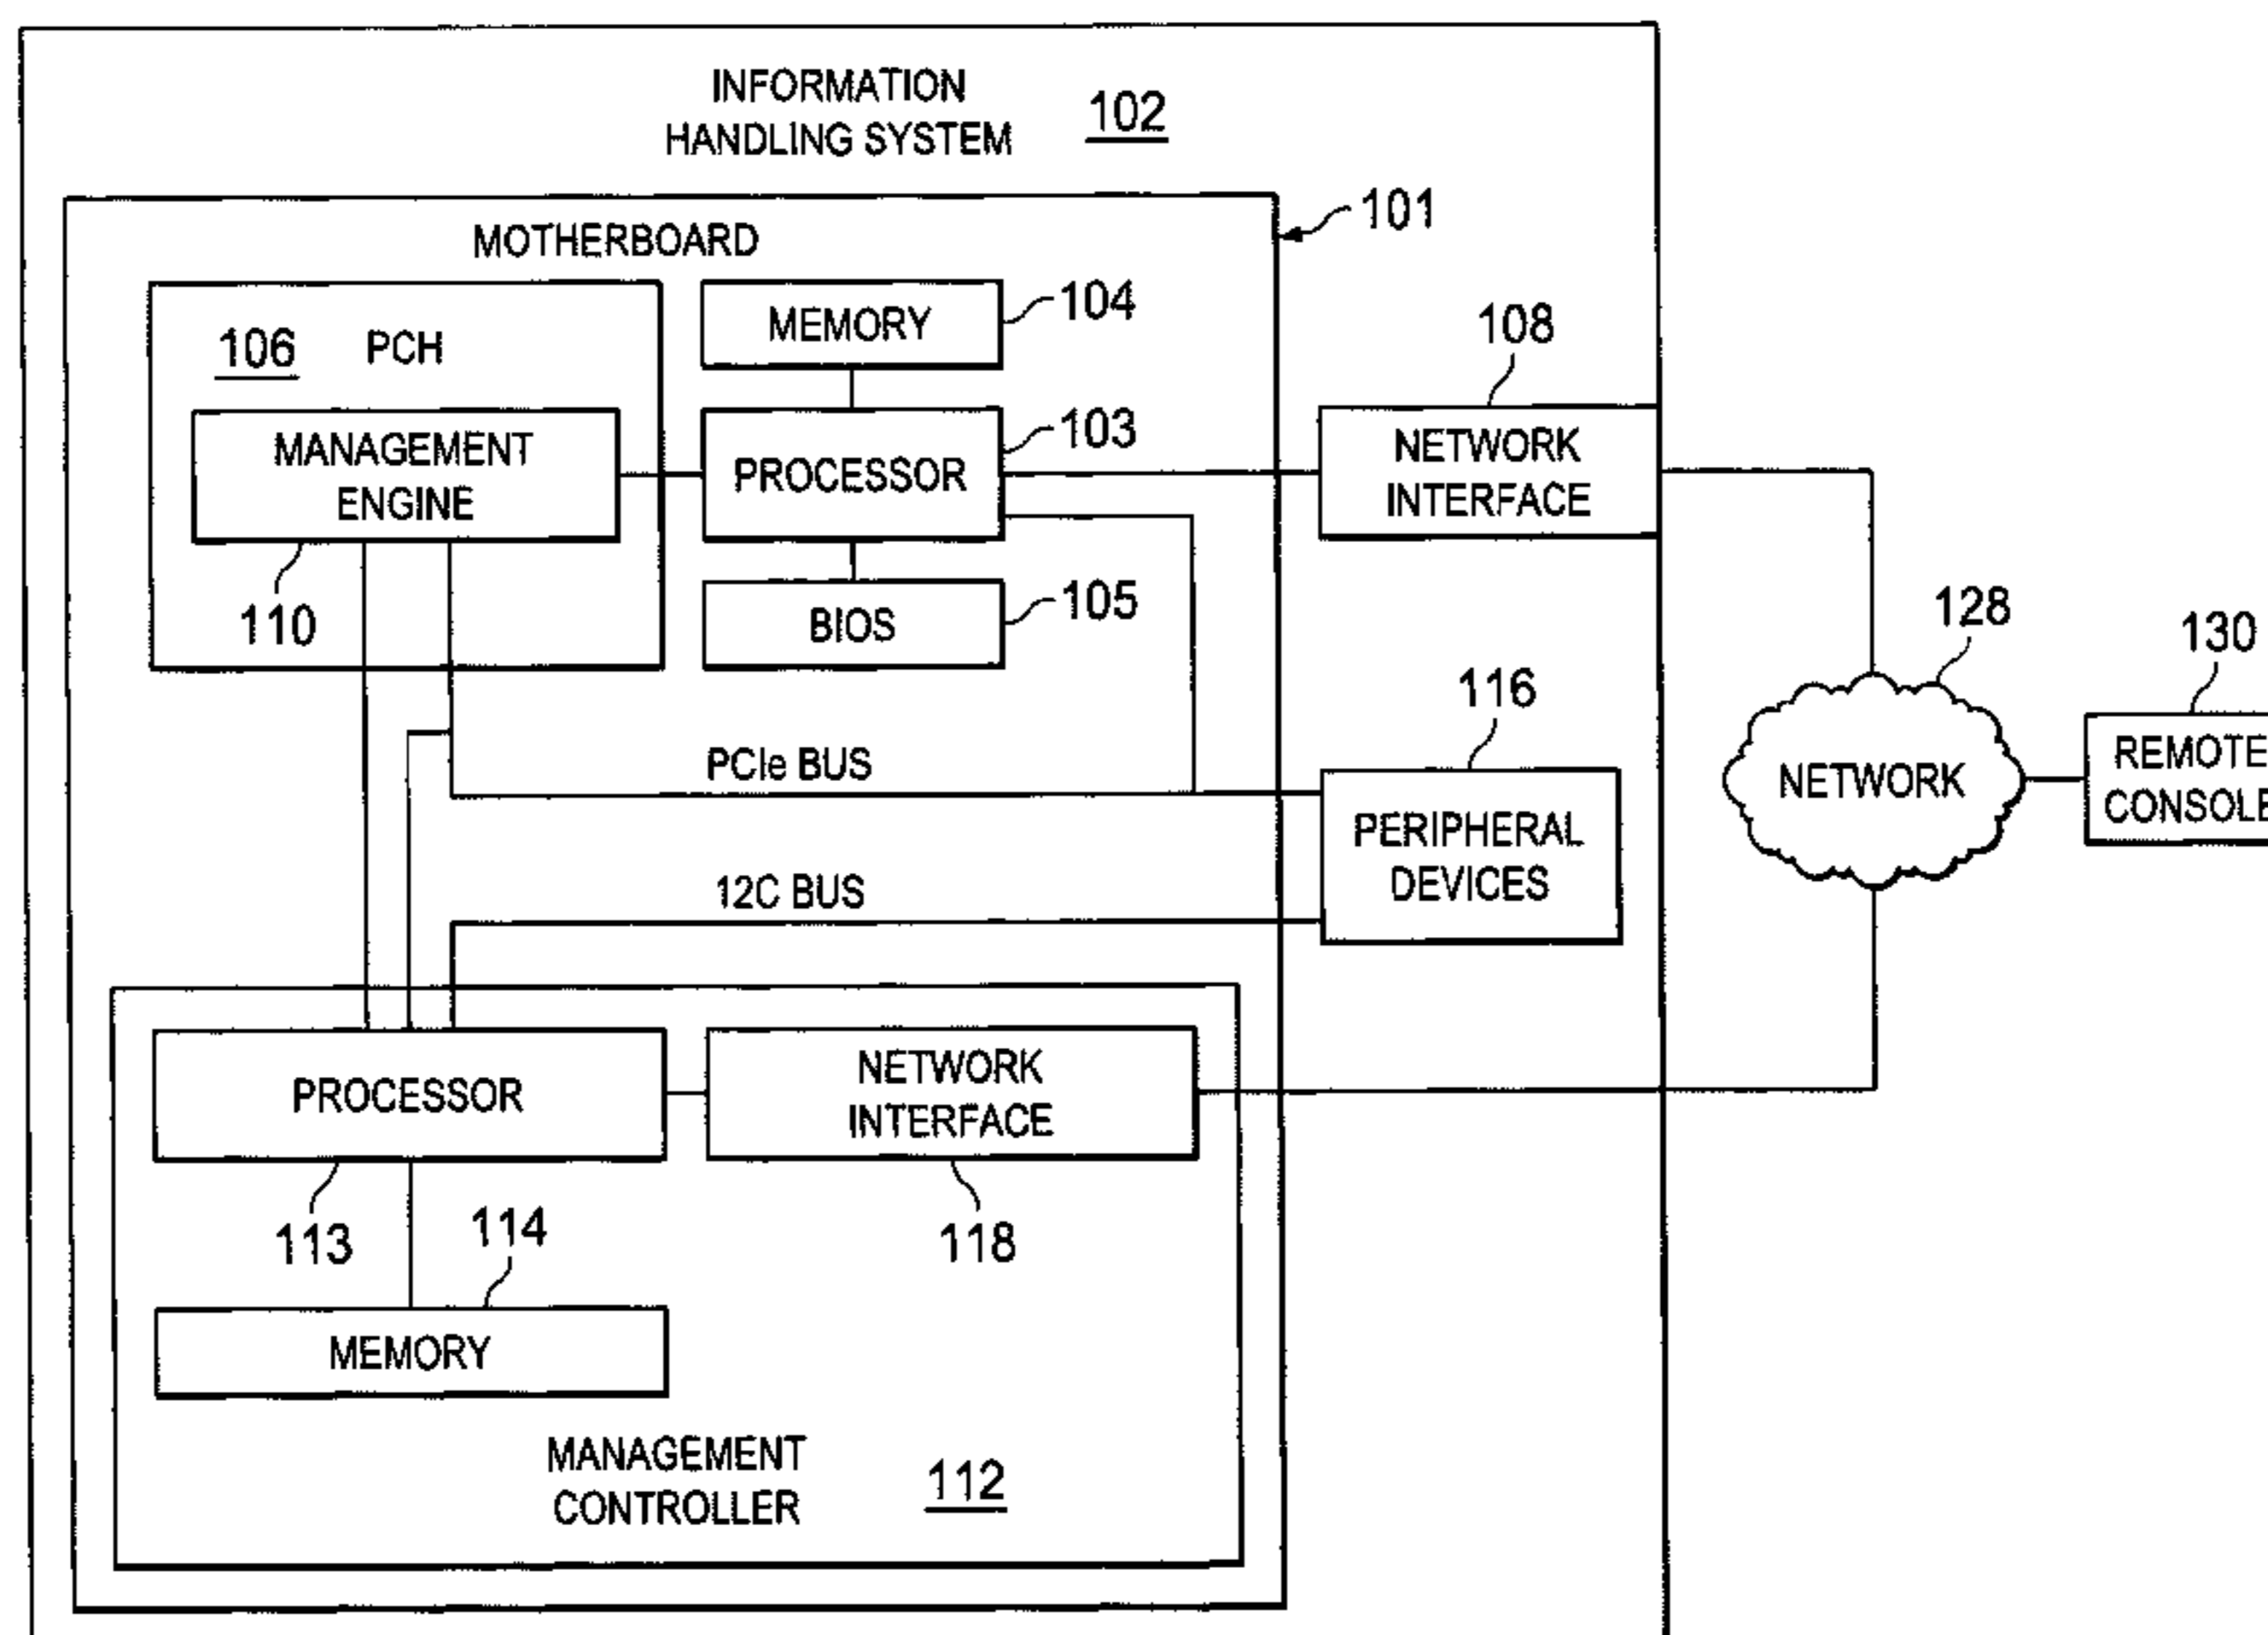 INFORMATION
HANDLING SYSTEM 102
101
MOTHERBOARD
106 PCH
MEMORY 104
108
MANAGEMENT
ENGINE
PROCESSOR 103
NETWORK
INTERFACE
110
BIOS 105
128
130
116
PCIe BUS
NETWORK
REMOTE
CONSOLE
PERIPHERAL
DEVICES
12C BUS
PROCESSOR
NETWORK
INTERFACE
113
114
118
MEMORY
MANAGEMENT
CONTROLLER 112